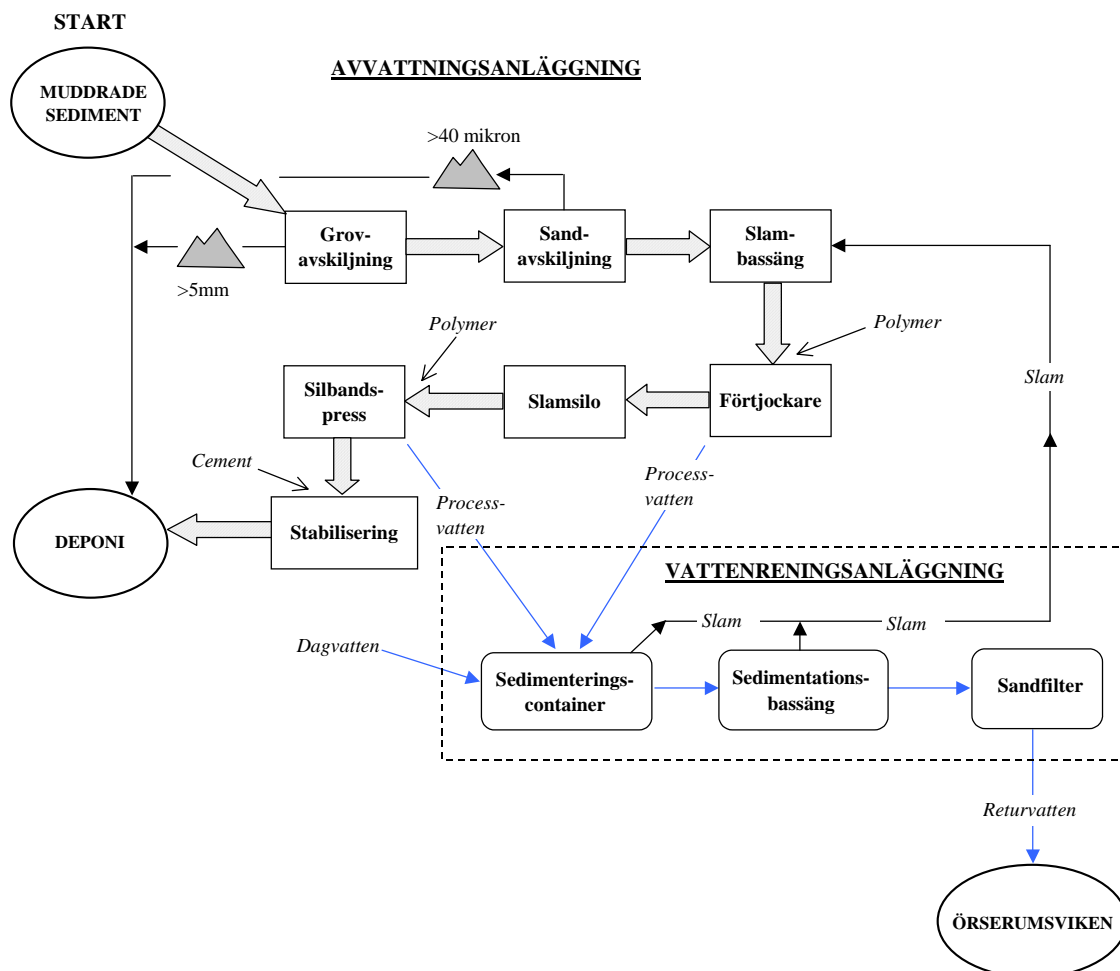 START
AVVATTNINGSANLÄGGNING
MUDDRADE
SEDIMENT
>40 mikron
Grov-
avskiljning
Sand-
avskiljning
Slam-
bassäng
>5mm
Polymer
Polymer
Slam
Silbands-
press
Slamsilo
Förtjockare
Cement
Process-
vatten
Process-
vatten
Stabilisering
DEPONI
VATTENRENINGSANLÄGGNING
Slam
Slam
Dagvatten
Sedimenterings-
container
Sedimentations-
bassäng
Sandfilter
Returvatten
ÖRSERUMSVIKEN